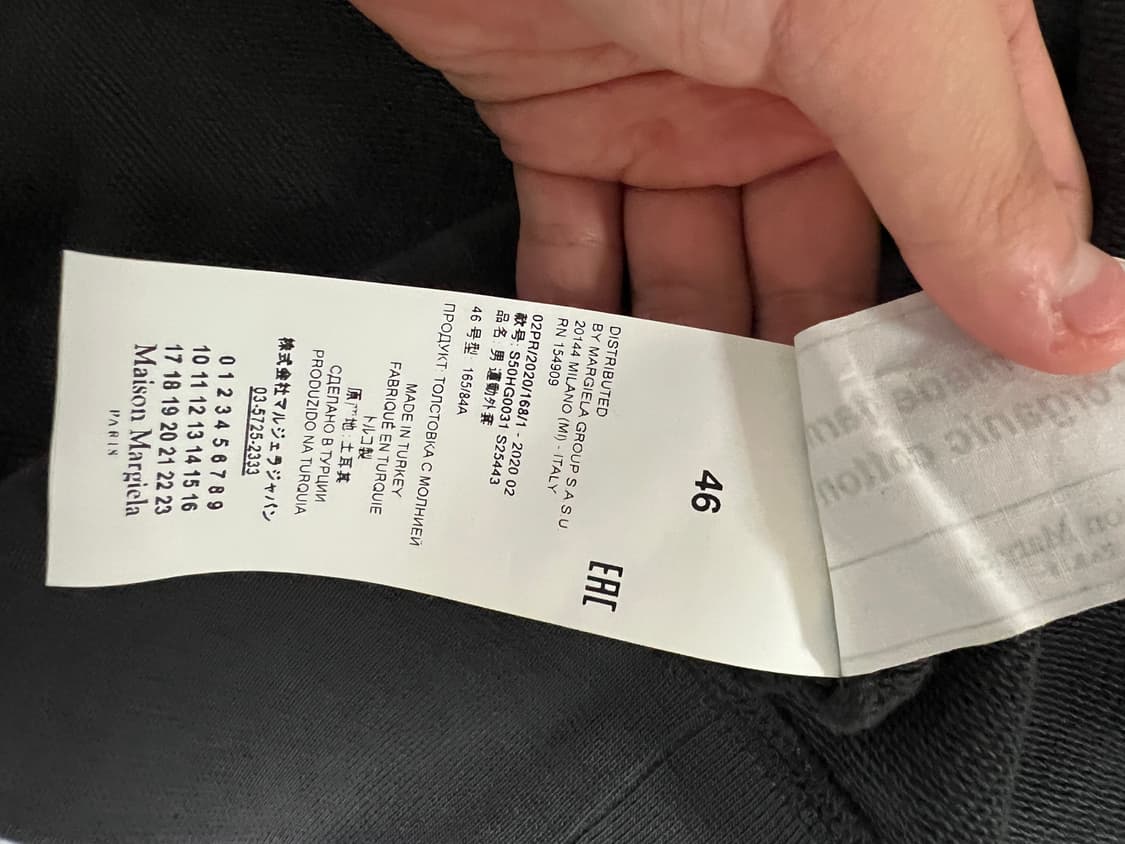 46
EAC
DISTRIBUTED
BY MARGIELA GROUP S A S U
20144 MILANO (MI) - ITALY
RN 154909
02PR/2020/168/1 - 2020 02
款号: S50HG0031 S25443
品名: 男運動外套
46 号型 165/84A
ПРОДУКТ: ТОЛСТОВКА С МОЛНИЕЙ
MADE IN TURKEY
FABRIQUÉ EN TURQUIE
トルコ製
原产地: 土耳其
СДЕЛАНО В ТУРЦИИ
PRODUZIDO NA TURQUIA
株式会社マルジェラジャパン
03-5725-2333
0 1 2 3 4 5 6 7 8 9
10 11 12 13 14 15 16
17 18 19 20 21 22 23
Maison Margiela
PARIS
organic
cotton